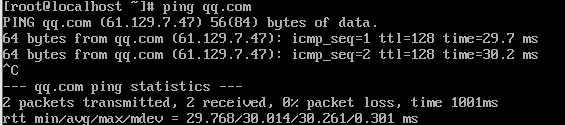 [root@localhost ~]# ping qq.com
PING qq.com (61.129.7.47) 56(84) bytes of data.
64 bytes from qq.com (61.129.7.47): icmp_seq=1 ttl=128 time=29.7 ms
64 bytes from qq.com (61.129.7.47): icmp_seq=2 ttl=128 time=30.2 ms
^C
--- qq.com ping statistics ---
2 packets transmitted, 2 received, 0% packet loss, time 1001ms
rtt min/avg/max/mdev = 29.768/30.014/30.261/0.301 ms